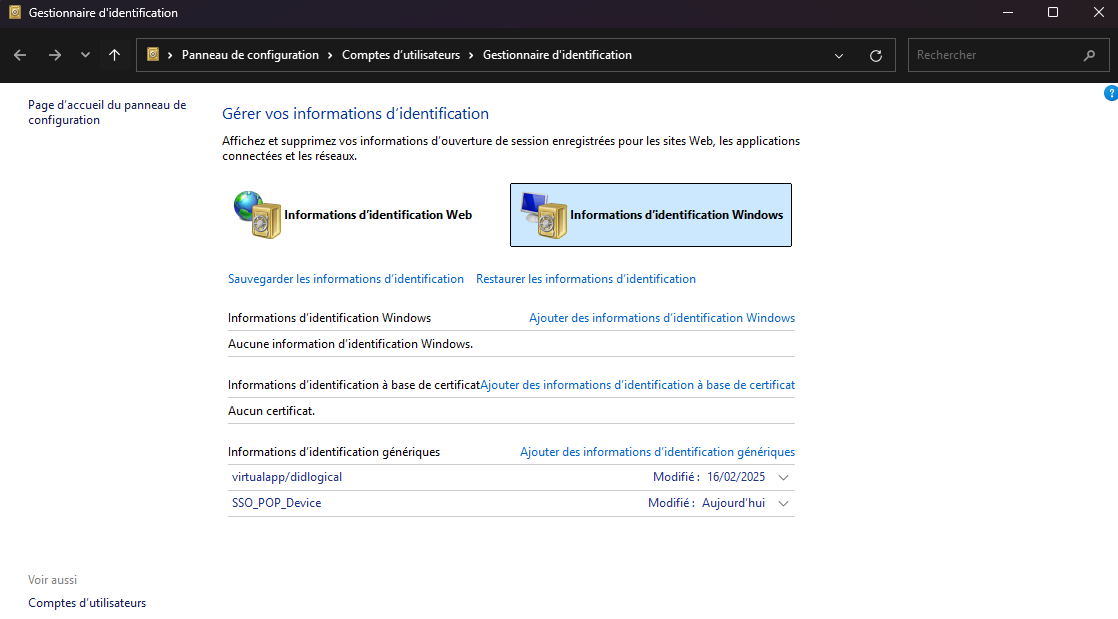 Gestionnaire d'identification
Panneau de configuration › Comptes d'utilisateurs › Gestionnaire d'identification
Rechercher
?
Page d'accueil du panneau de
configuration
Gérer vos informations d'identification
Affichez et supprimez vos informations d'ouverture de session enregistrées pour les sites Web, les applications
connectées et les réseaux.
Informations d'identification Web
Informations d'identification Windows
Sauvegarder les informations d'identification Restaurer les informations d'identification
Informations d'identification Windows Ajouter des informations d'identification Windows
Aucune information d'identification Windows.
Informations d'identification à base de certificat Ajouter des informations d'identification à base de certificat
Aucun certificat.
Informations d'identification génériques Ajouter des informations d'identification génériques
virtualapp/didlogical Modifié : 16/02/2025
SSO_POP_Device Modifié : Aujourd'hui
Voir aussi
Comptes d'utilisateurs